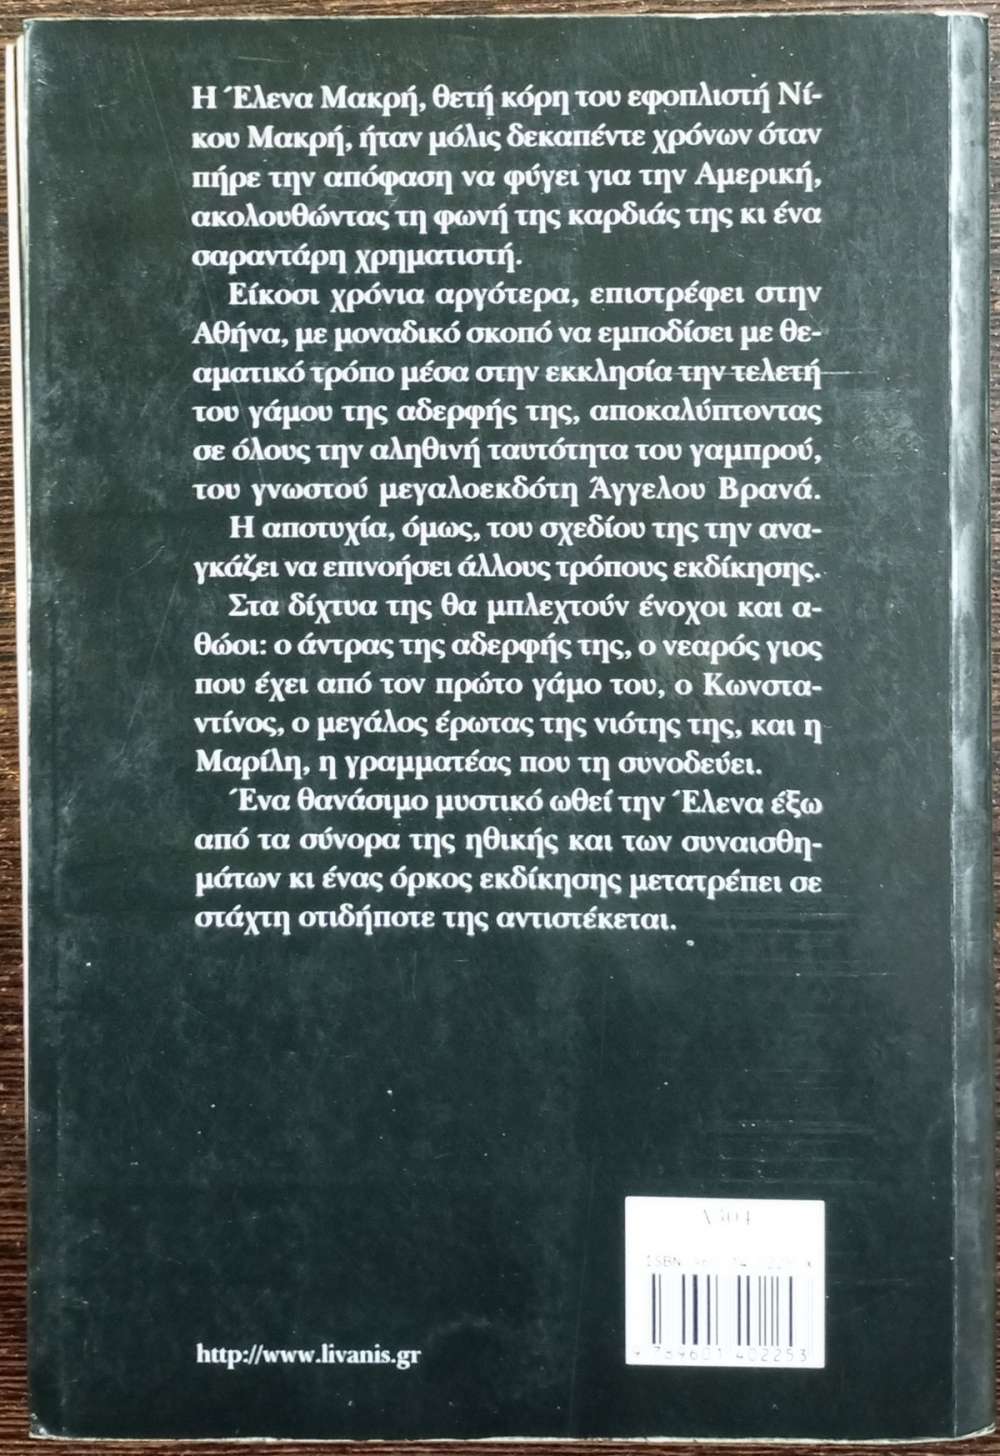 Η Έλενα Μακρή, θετή κόρη του εφοπλιστή Νί-
κου Μακρή, ήταν μόλις δεκαπέντε χρόνων όταν
πήρε την απόφαση να φύγει για την Αμερική,
ακολουθώντας τη φωνή της καρδιάς της κι ένα
σαραντάρη χρηματιστή.
Είκοσι χρόνια αργότερα, επιστρέφει στην
Αθήνα, με μοναδικό σκοπό να εμποδίσει με θε-
αματικό τρόπο μέσα στην εκκλησία την τελετή
του γάμου της αδερφής της, αποκαλύπτοντας
σε όλους την αληθινή ταυτότητα του γαμπρού,
του γνωστού μεγαλοεκδότη Άγγελου Βρανά.
Η αποτυχία, όμως, του σχεδίου της την ανα-
γκάζει να επινοήσει άλλους τρόπους εκδίκησης.
Στα δίχτυα της θα μπλεχτούν ένοχοι και α-
θώοι: ο άντρας της αδερφής της, ο νεαρός γιος
που έχει από τον πρώτο γάμο του, ο Κωνστα-
ντίνος, ο μεγάλος έρωτας της νιότης της, και η
Μαρίλη, η γραμματέας που τη συνοδεύει.
Ένα θανάσιμο μυστικό ωθεί την Έλενα έξω
από τα σύνορα της ηθικής και των συναισθη-
μάτων κι ένας όρκος εκδίκησης μετατρέπει σε
στάχτη οτιδήποτε της αντιστέκεται.
ISBN
9 789601 402253
http://www.livanis.gr